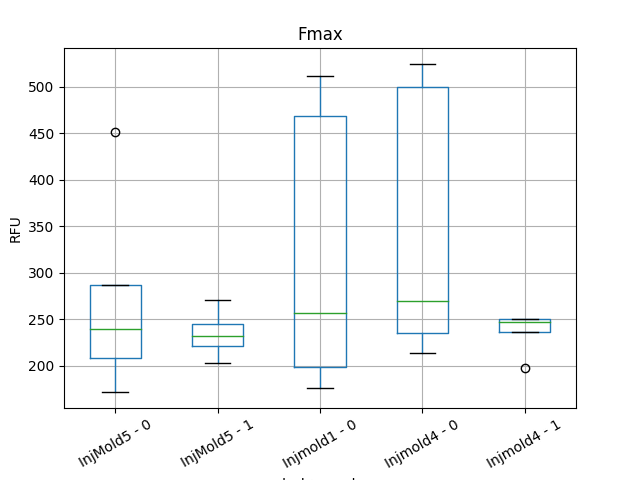 Fmax
RFU
500
450
400
350
300
250
200
InjMold5 - 0
InjMold5 - 1
Injmold1 - 0
Injmold4 - 0
Injmold4 - 1